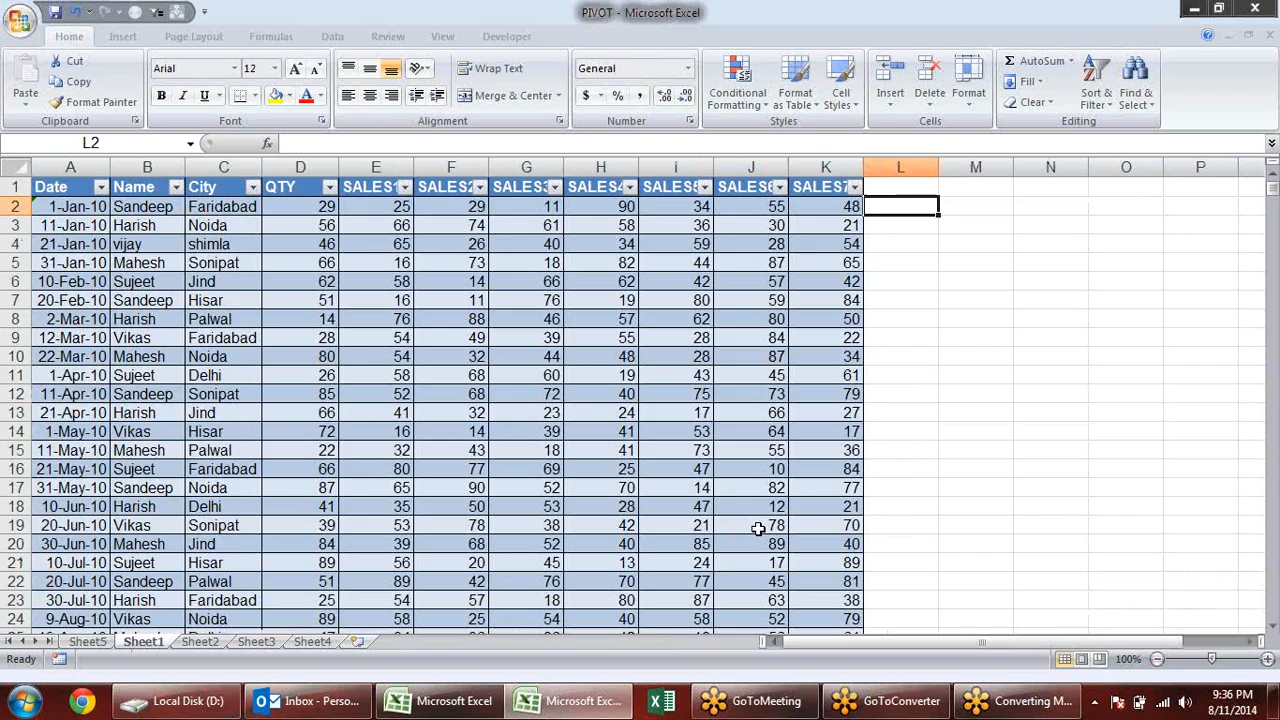 PIVOT - Microsoft Excel
Home Insert Page Layout Formulas Data Review View Developer
Paste Cut Copy Format Painter
Arial 12
Wrap Text
Merge & Center
General
Conditional Formatting Format as Table Cell Styles
Insert Delete Format
AutoSum Fill Clear
Sort & Filter Find & Select
Clipboard Font Alignment Number Styles Cells Editing
L2 fx
A B C D E F G H i J K L M N O P
1 Date Name City QTY SALES1 SALES2 SALES3 SALES4 SALES5 SALES6 SALES7
2 1-Jan-10 Sandeep Faridabad 29 25 29 11 90 34 55 48
3 11-Jan-10 Harish Noida 56 66 74 61 58 36 30 21
4 21-Jan-10 vijay shimla 46 65 26 40 34 59 28 54
5 31-Jan-10 Mahesh Sonipat 66 16 73 18 82 44 87 65
6 10-Feb-10 Sujeet Jind 62 58 14 66 62 42 57 42
7 20-Feb-10 Sandeep Hisar 51 16 11 76 19 80 59 84
8 2-Mar-10 Harish Palwal 14 76 88 46 57 62 80 50
9 12-Mar-10 Vikas Faridabad 28 54 49 39 55 28 84 22
10 22-Mar-10 Mahesh Noida 80 54 32 44 48 28 87 34
11 1-Apr-10 Sujeet Delhi 26 58 68 60 19 43 45 61
12 11-Apr-10 Sandeep Sonipat 85 52 68 72 40 75 73 79
13 21-Apr-10 Harish Jind 66 41 32 23 24 17 66 27
14 1-May-10 Vikas Hisar 72 16 14 39 41 53 64 17
15 11-May-10 Mahesh Palwal 22 32 43 18 41 73 55 36
16 21-May-10 Sujeet Faridabad 66 80 77 69 25 47 10 84
17 31-May-10 Sandeep Noida 87 65 90 52 70 14 82 77
18 10-Jun-10 Harish Delhi 41 35 50 53 28 47 12 21
19 20-Jun-10 Vikas Sonipat 39 53 78 38 42 21 78 70
20 30-Jun-10 Mahesh Jind 84 39 68 52 40 85 89 40
21 10-Jul-10 Sujeet Hisar 89 56 20 45 13 24 17 89
22 20-Jul-10 Sandeep Palwal 51 89 42 76 70 77 45 81
23 30-Jul-10 Harish Faridabad 25 54 57 18 80 87 63 38
24 9-Aug-10 Vikas Noida 89 58 25 54 40 58 52 79
Sheet5 Sheet1 Sheet2 Sheet3 Sheet4
Ready 100%
Local Disk (D:) Inbox - Perso... Microsoft Excel Microsoft Exc... GoToMeeting GoToConverter Converting M...
9:36 PM
8/11/2014